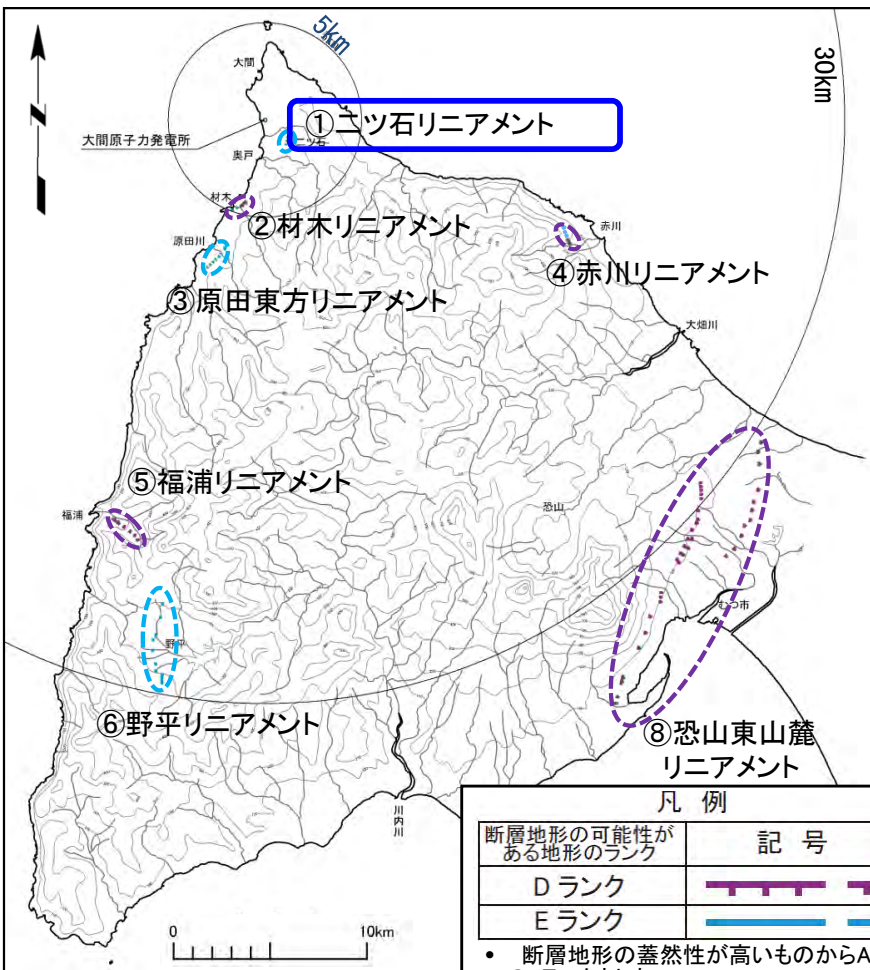 5km
30km
N
大間
大間原子力発電所
①二ツ石リニアメント
二ツ石
奥戸
材木
②材木リニアメント
原田川
③原田東方リニアメント
赤川
④赤川リニアメント
大畑川
⑤福浦リニアメント
福浦
恐山
むつ市
野平
⑥野平リニアメント
⑧恐山東山麓
リニアメント
川内川
0 10km
凡 例
断層地形の可能性が
ある地形のランク
記 号
Dランク
Eランク
• 断層地形の蓋然性が高いものからA